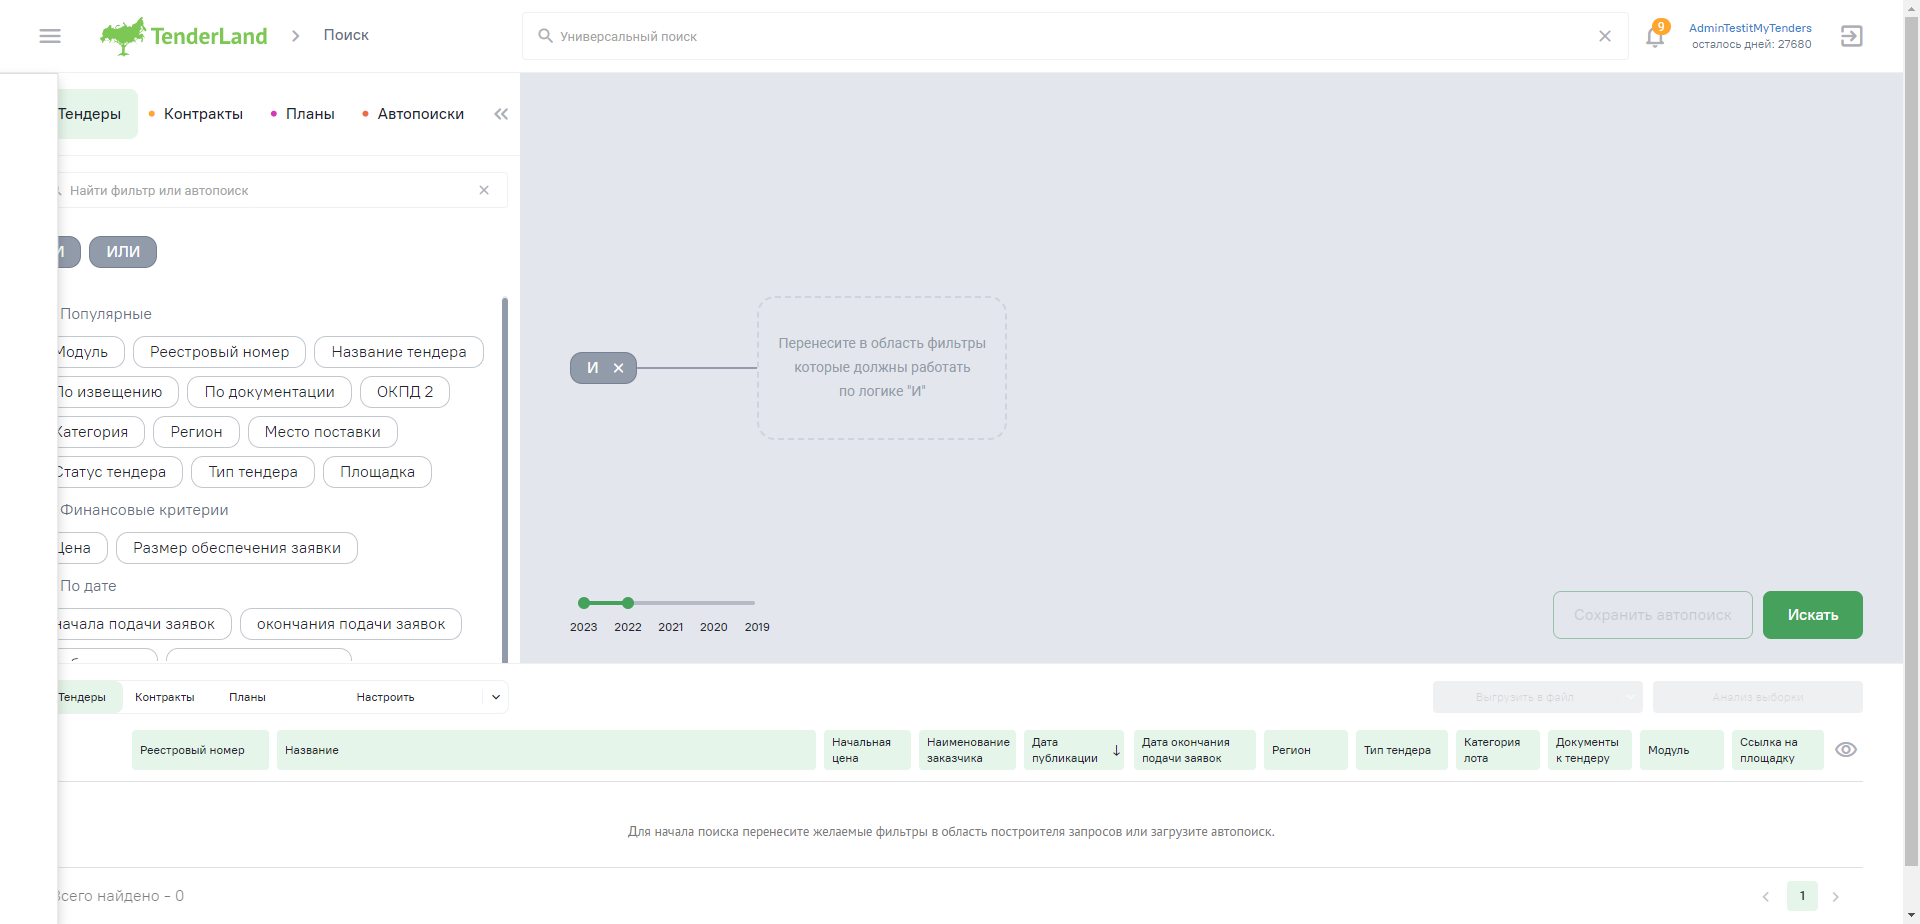 TenderLand
Поиск
Универсальный поиск
9
AdminTestitMyTenders
осталось дней: 27680
Тендеры
Контракты
Планы
Автопоиски
Найти фильтр или автопоиск
И
ИЛИ
Популярные
Модуль
Реестровый номер
Название тендера
По извещению
По документации
ОКПД 2
Категория
Регион
Место поставки
Статус тендера
Тип тендера
Площадка
Финансовые критерии
Цена
Размер обеспечения заявки
По дате
начала подачи заявок
окончания подачи заявок
И
Перенесите в область фильтры
которые должны работать
по логике "И"
2023
2022
2021
2020
2019
Сохранить автопоиск
Искать
Тендеры
Контракты
Планы
Настроить
Выгрузить в файл
Анализ выборки
Реестровый номер
Название
Начальная
цена
Наименование
заказчика
Дата
публикации
Дата окончания
подачи заявок
Регион
Тип тендера
Категория
лота
Документы
к тендеру
Модуль
Ссылка на
площадку
Для начала поиска перенесите желаемые фильтры в область построителя запросов или загрузите автопоиск.
Всего найдено - 0
1